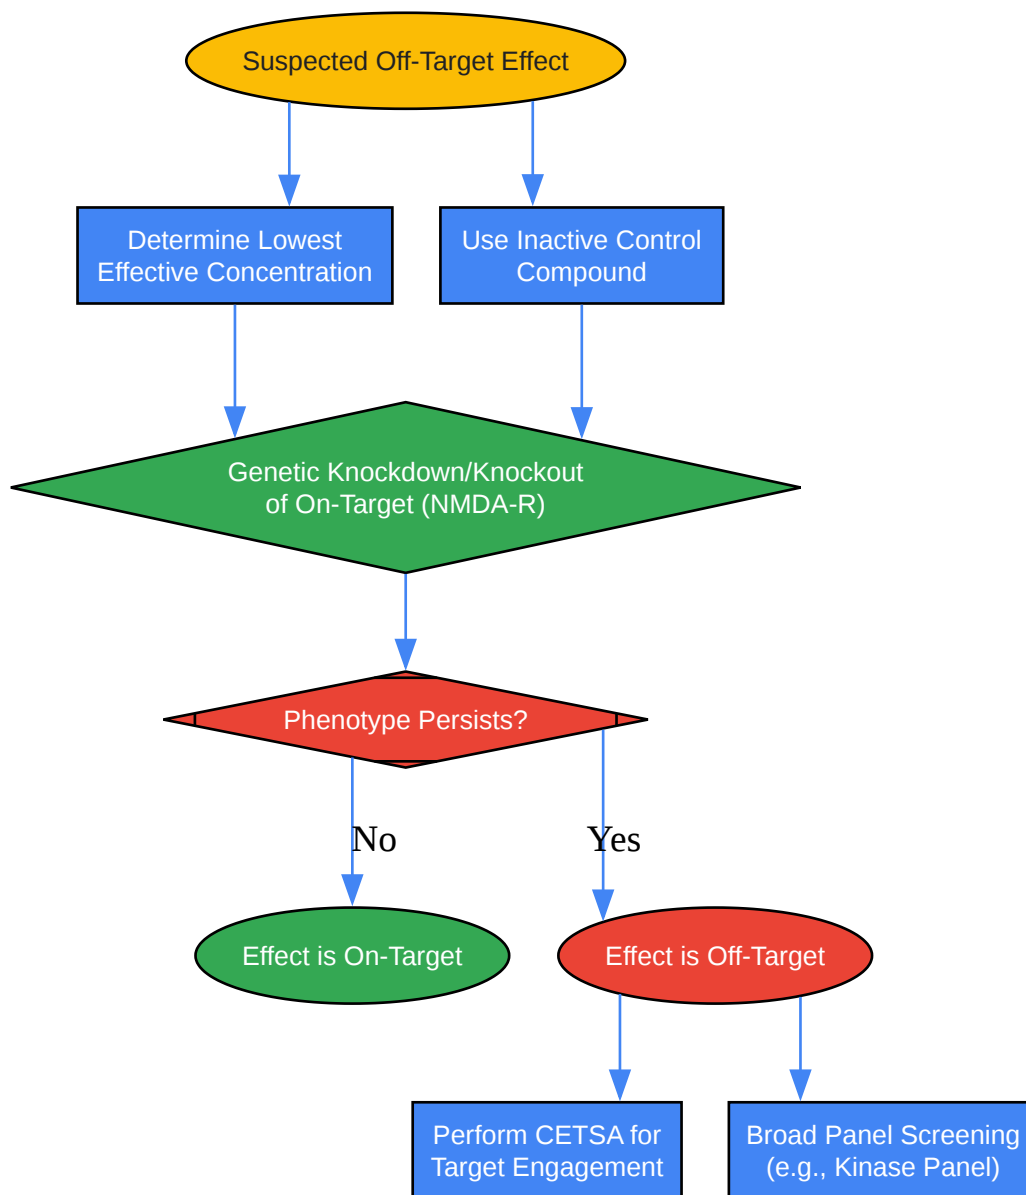 Suspected Off-Target Effect
Determine Lowest
Effective Concentration
Use Inactive Control
Compound
Genetic Knockdown/Knockout
of On-Target (NMDA-R)
Phenotype Persists?
No
Yes
Effect is On-Target
Effect is Off-Target
Perform CETSA for
Target Engagement
Broad Panel Screening
(e.g., Kinase Panel)